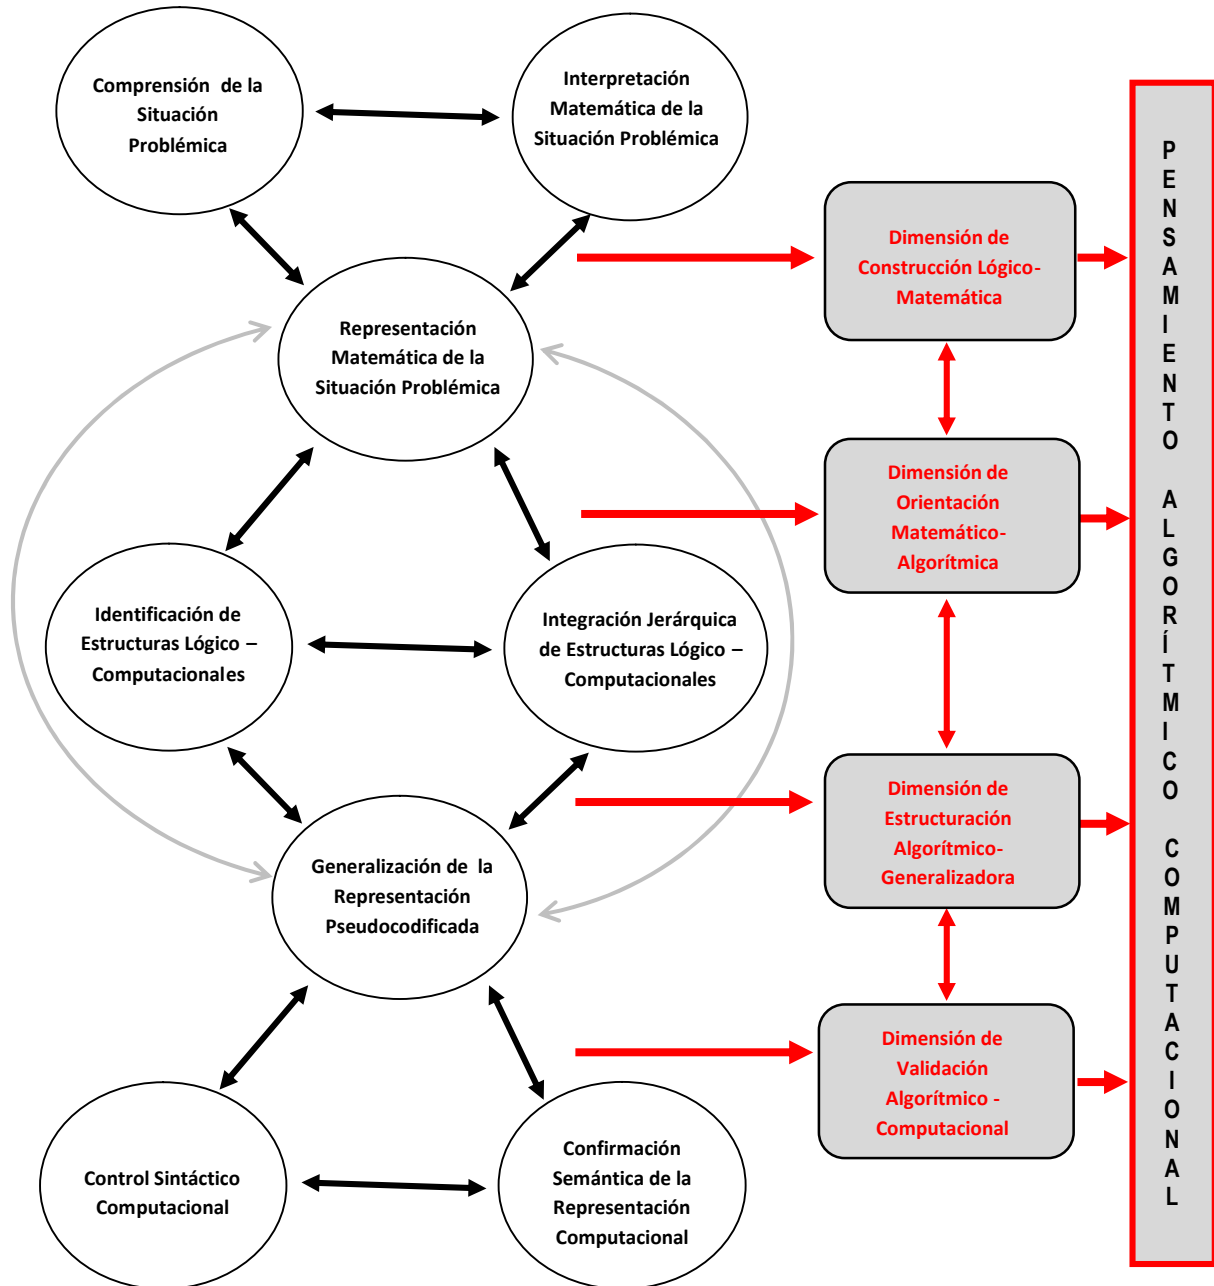 Comprensión de la
Situación
Problémica
Interpretación
Matemática de la
Situación Problémica
Representación
Matemática de la
Situación Problémica
Identificación de
Estructuras Lógico –
Computacionales
Integración Jerárquica
de Estructuras Lógico –
Computacionales
Generalización de la
Representación
Pseudocodificada
Control Sintáctico
Computacional
Confirmación
Semántica de la
Representación
Computacional
Dimensión de
Construcción Lógico-
Matemática
Dimensión de
Orientación
Matemático-
Algorítmica
Dimensión de
Estructuración
Algorítmico-
Generalizadora
Dimensión de
Validación
Algorítmico -
Computacional
PENSAMIENTO ALGORÍTMICO COMPUTACIONAL